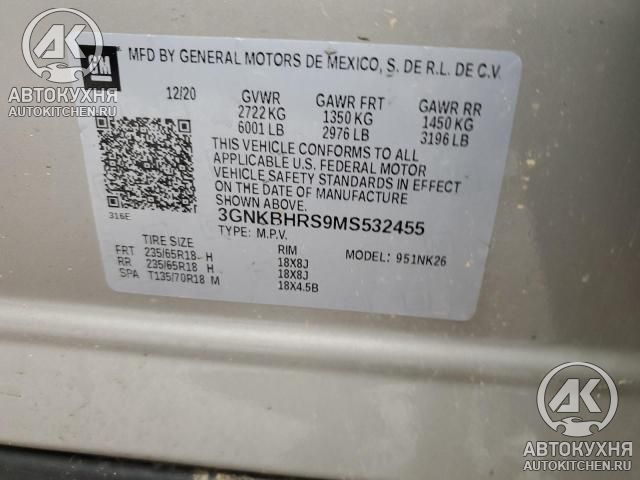 GM MFD BY GENERAL MOTORS DE MEXICO, S. DE R.L. DE C.V.
12/20 GVWR GAWR FRT GAWR RR
2722 KG 1350 KG 1450 KG
6001 LB 2976 LB 3196 LB
THIS VEHICLE CONFORMS TO ALL
APPLICABLE U.S. FEDERAL MOTOR
VEHICLE SAFETY STANDARDS IN EFFECT
ON THE DATE OF MANUFACTURE
SHOWN ABOVE.
316E
3GNKBHRS9MS532455
TYPE: M.P.V.
TIRE SIZE RIM MODEL: 951NK26
FRT 235/65R18 H 18X8J
RR 235/65R18 H 18X8J
SPA T135/70R18 M 18X4.5B
АК
АВТОКУХНЯ
AUTOKITCHEN.RU
АК
АВТОКУХНЯ
AUTOKITCHEN.RU